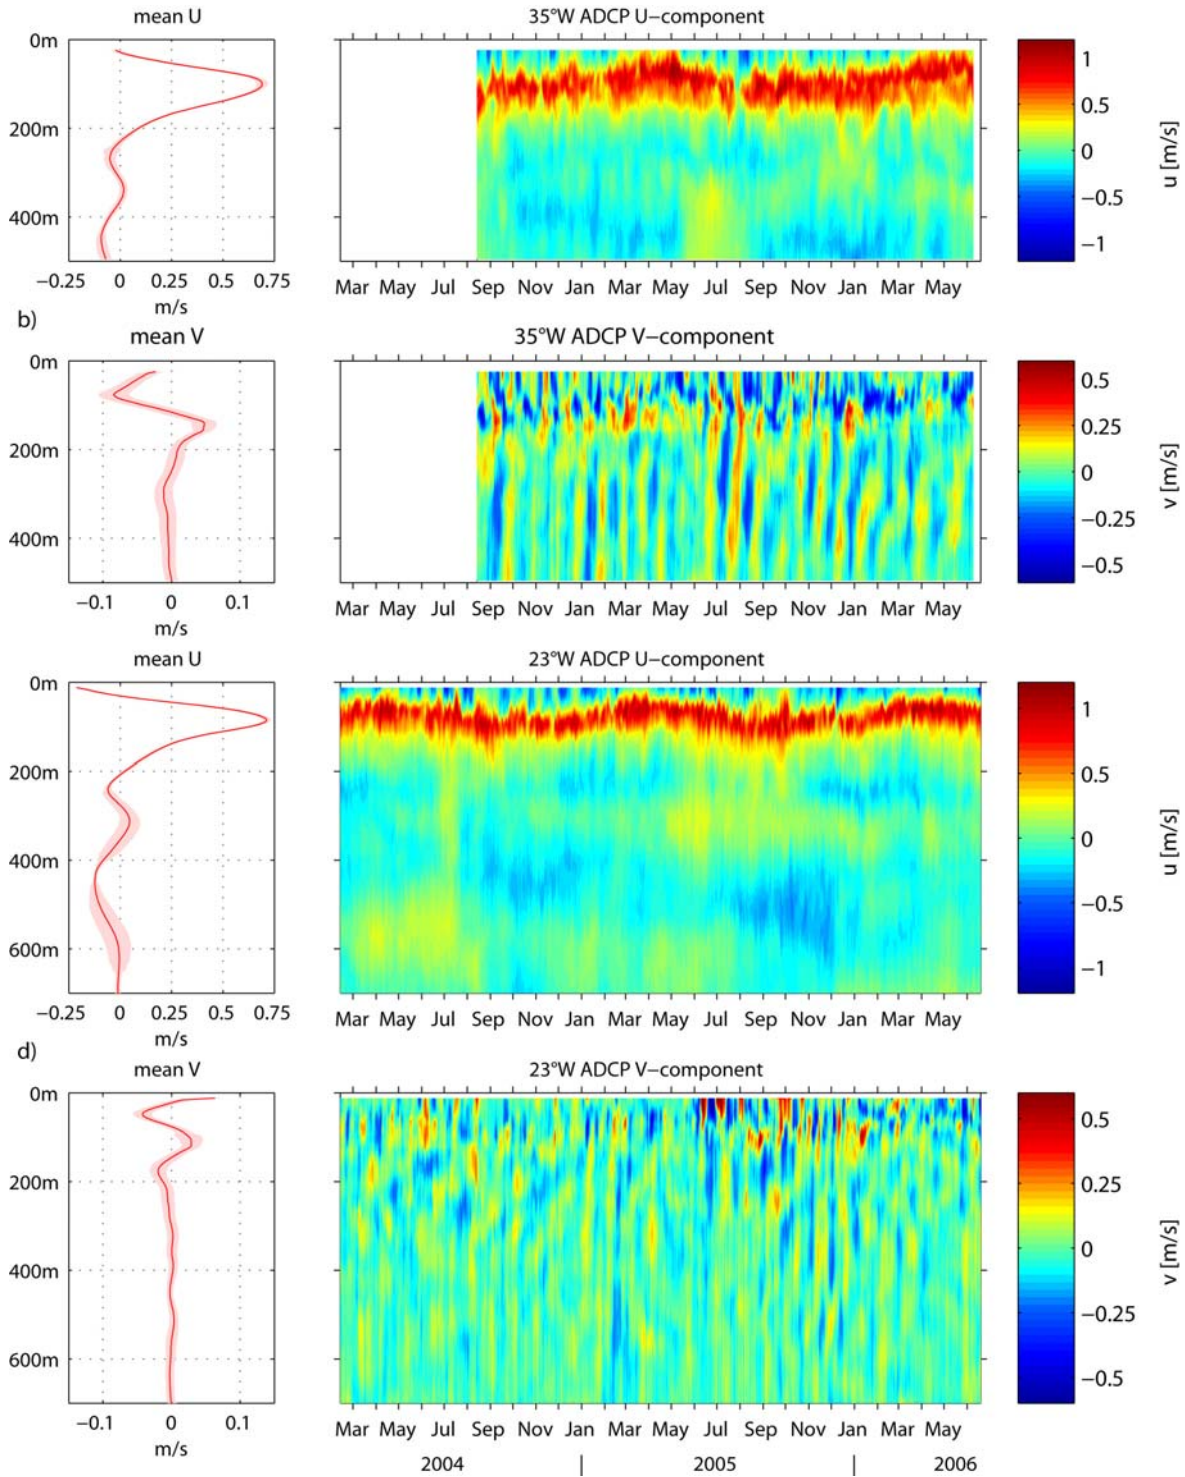 mean U
35°W ADCP U−component
0m
200m
400m
−0.25 0 0.25 0.5 0.75
m/s
Mar May Jul Sep Nov Jan Mar May Jul Sep Nov Jan Mar May
1
0.5
0
−0.5
−1
u [m/s]
b)
mean V
35°W ADCP V−component
0m
200m
400m
−0.1 0 0.1
m/s
Mar May Jul Sep Nov Jan Mar May Jul Sep Nov Jan Mar May
0.5
0.25
0
−0.25
−0.5
v [m/s]
mean U
23°W ADCP U−component
0m
200m
400m
600m
−0.25 0 0.25 0.5 0.75
m/s
Mar May Jul Sep Nov Jan Mar May Jul Sep Nov Jan Mar May
1
0.5
0
−0.5
−1
u [m/s]
d)
mean V
23°W ADCP V−component
0m
200m
400m
600m
−0.1 0 0.1
m/s
Mar May Jul Sep Nov Jan Mar May Jul Sep Nov Jan Mar May
0.5
0.25
0
−0.25
−0.5
v [m/s]
2004 | 2005 | 2006